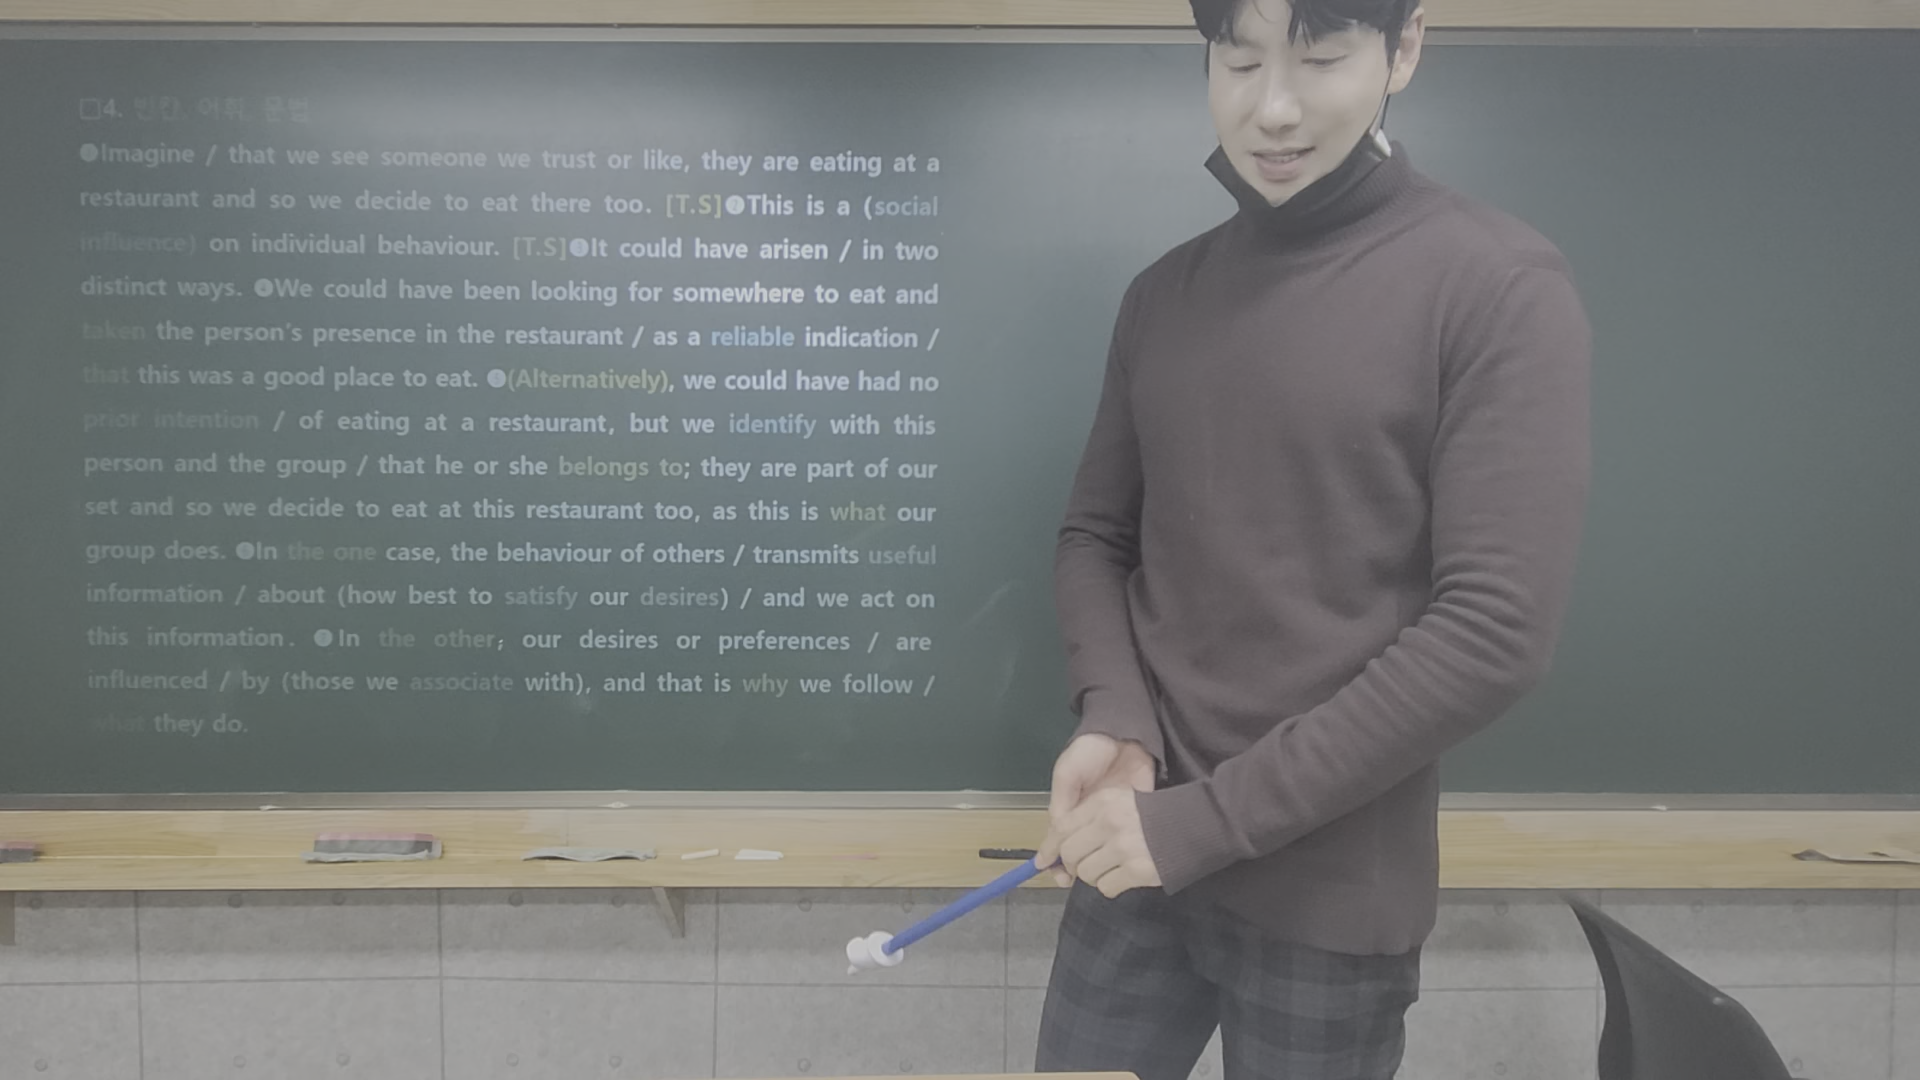 □4. 빈칸, 어휘, 문법
Imagine / that we see someone we trust or like, they are eating at a
restaurant and so we decide to eat there too. [T.S]This is a (social
influence) on individual behaviour. [T.S]It could have arisen / in two
distinct ways. We could have been looking for somewhere to eat and
taken the person's presence in the restaurant / as a reliable indication /
that this was a good place to eat. (Alternatively), we could have had no
prior intention / of eating at a restaurant, but we identify with this
person and the group / that he or she belongs to; they are part of our
set and so we decide to eat at this restaurant too, as this is what our
group does. In the one case, the behaviour of others / transmits useful
information / about (how best to satisfy our desires) / and we act on
this information. In the other, our desires or preferences / are
influenced / by (those we associate with), and that is why we follow /
what they do.